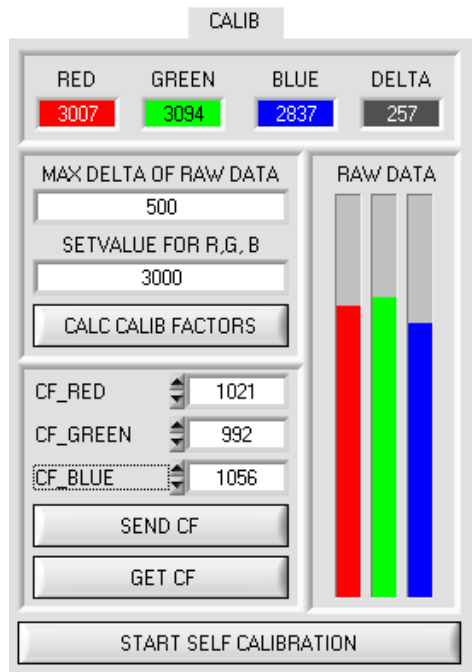 CALIB
RED GREEN BLUE DELTA
3007 3094 2837 257
MAX DELTA OF RAW DATA
500
SETVALUE FOR R,G, B
3000
CALC CALIB FACTORS
RAW DATA
CF_RED 1021
CF_GREEN 992
CF_BLUE 1056
SEND CF
GET CF
START SELF CALIBRATION